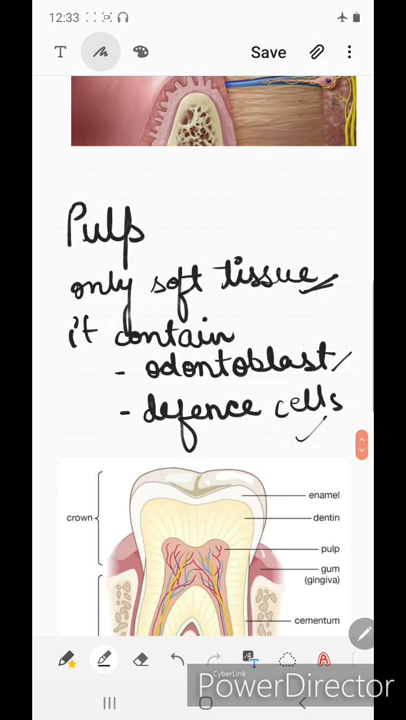 12:33
T
Save
Pulp
only soft tissue
it contain
- odontoblast
- defence cells
enamel
crown
dentin
pulp
gum
(gingiva)
cementum
T
A
CyberLink
PowerDirector